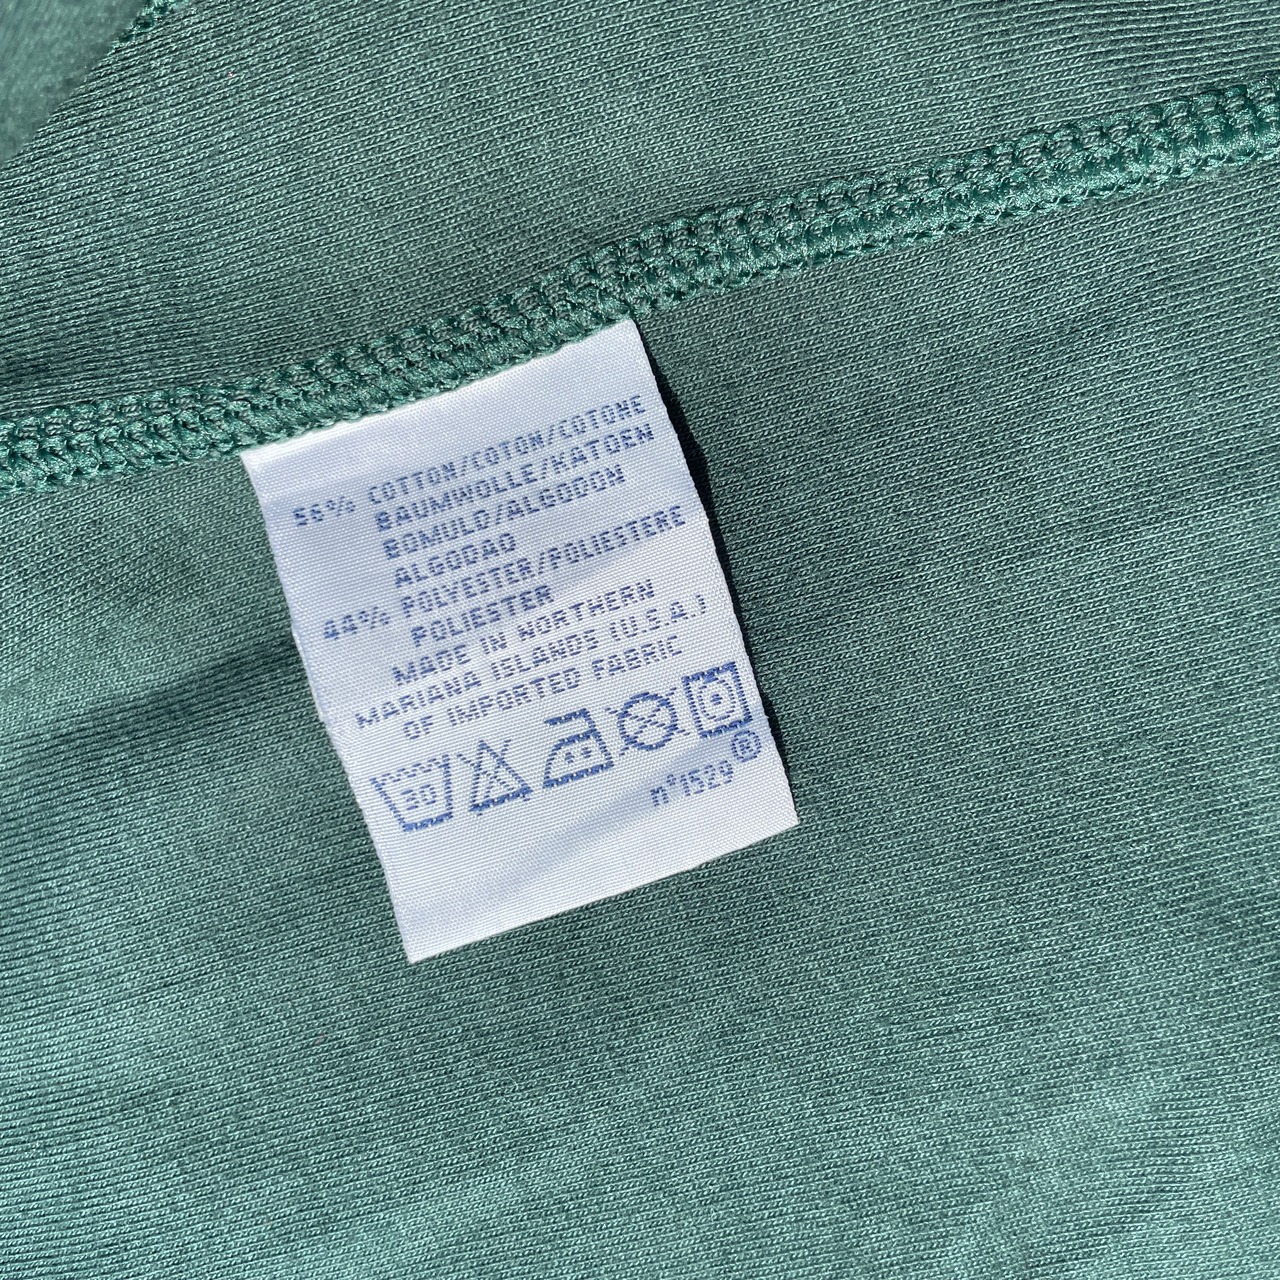 56% COTTON/COTON/COTONE
BAUMWOLLE/KATOEN
BOMULD/ALGODON
ALGODAO
44% POLYESTER/POLIESTERE
POLIESTER
MADE IN NORTHERN
MARIANA ISLANDS (U.S.A.)
OF IMPORTED FABRIC
30
n°1529®